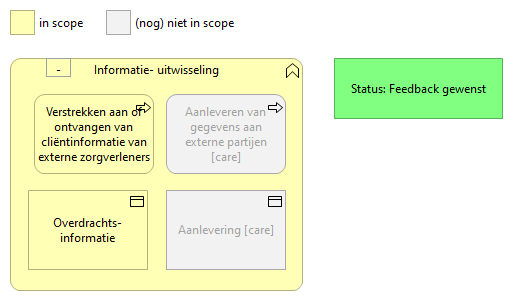 in scope
(nog) niet in scope
-
Informatie- uitwisseling
Status: Feedback gewenst
Verstrekken aan of
ontvangen van
cliëntinformatie van
externe zorgverleners
Aanleveren van
gegevens aan
externe partijen
[care]
Overdrachts-
informatie
Aanlevering [care]